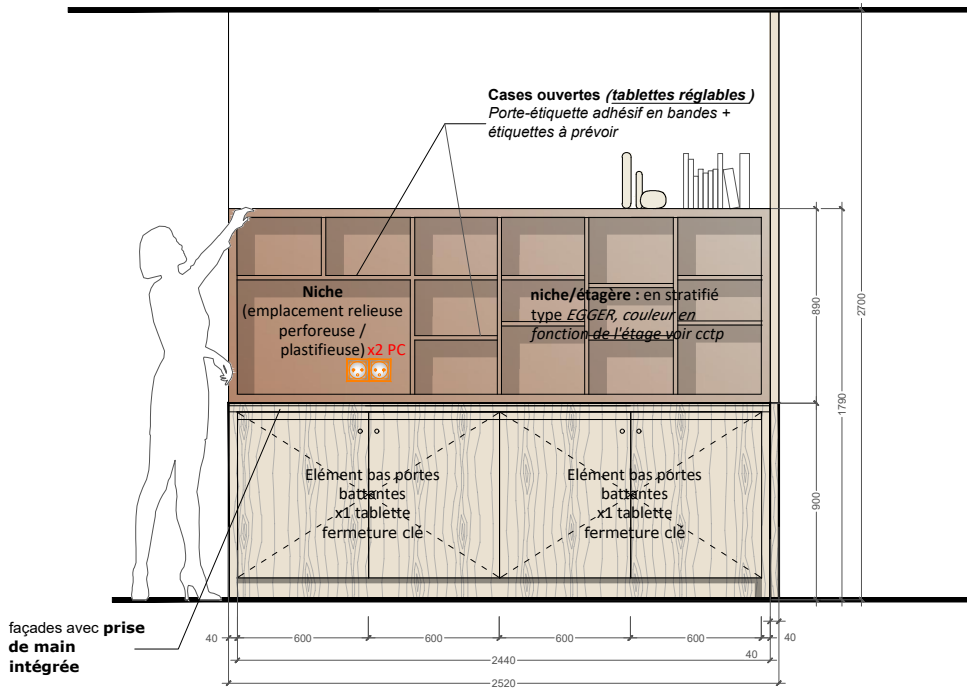 Cases ouvertes (tablettes réglables )
Porte-étiquette adhésif en bandes +
étiquettes à prévoir
Niche
(emplacement relieuse
perforeuse /
plastifieuse) x2 PC
niche/étagère : en stratifié
type EGGER, couleur en
fonction de l'étage voir cctp
890
2700
1790
900
Elément bas portes
battantes
x1 tablette
fermeture clé
Elément bas portes
battantes
x1 tablette
fermeture clé
façades avec prise
de main
intégrée
40
600
600
600
600
40
40
2440
2520